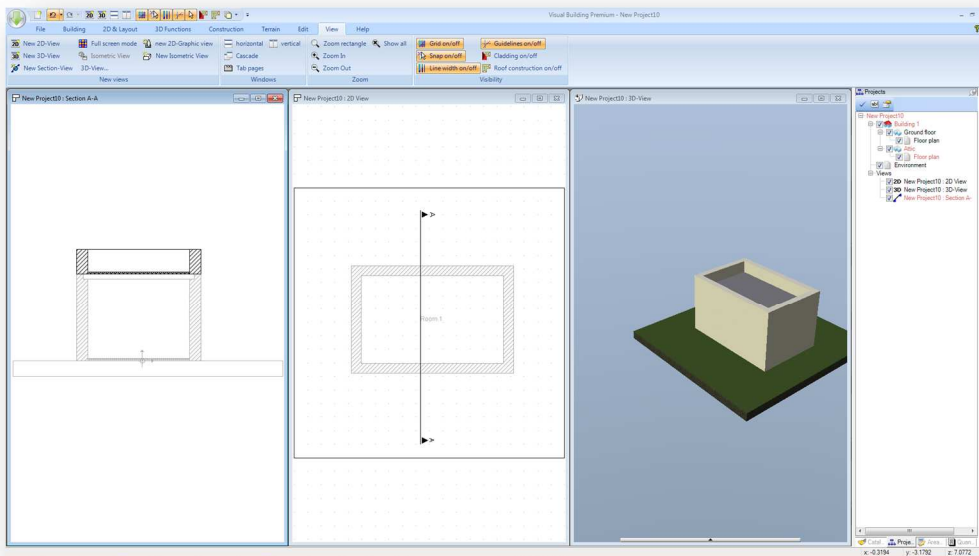 Visual Building Premium - New Project10
File Building 2D & Layout 3D Functions Construction Terrain Edit View Help
2D New 2D-View Full screen mode new 2D-Graphic view horizontal vertical Zoom rectangle Show all Grid on/off Guidelines on/off
3D New 3D-View Isometric View New Isometric View Cascade Zoom In Snap on/off Cladding on/off
New Section-View 3D-View... Tab pages Zoom Out Line width on/off Roof construction on/off
New views Windows Zoom Visibility
New Project10 : Section A-A
New Project10 : 2D View
A
Room 1
A
New Project10 : 3D-View
Projects
New Project10
Building 1
Ground floor
Floor plan
Attic
Floor plan
Environment
Views
2D New Project10 : 2D View
3D New Project10 : 3D-View
New Project10 : Section A-
Catal Proje... Area... Quan
x: -0.3194 y: -3.1792 z: 7.0772